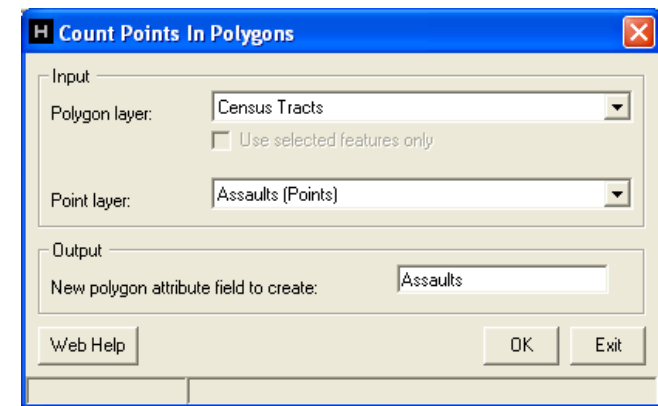 H Count Points In Polygons
Input
Polygon layer: Census Tracts
Use selected features only
Point layer: Assaults (Points)
Output
New polygon attribute field to create: Assaults
Web Help OK Exit